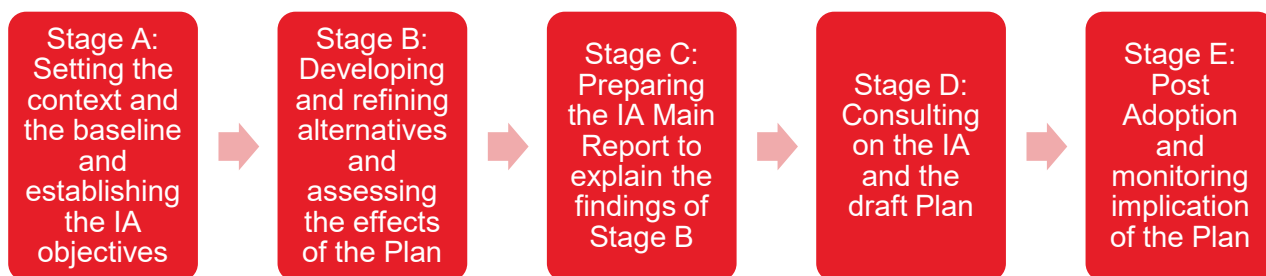 Stage A:
Setting the
context and
the baseline
and
establishing
the IA
objectives
Stage B:
Developing
and refining
alternatives
and
assessing
the effects
of the Plan
Stage C:
Preparing
the IA Main
Report to
explain the
findings of
Stage B
Stage D:
Consulting
on the IA
and the
draft Plan
Stage E:
Post
Adoption
and
monitoring
implication
of the Plan